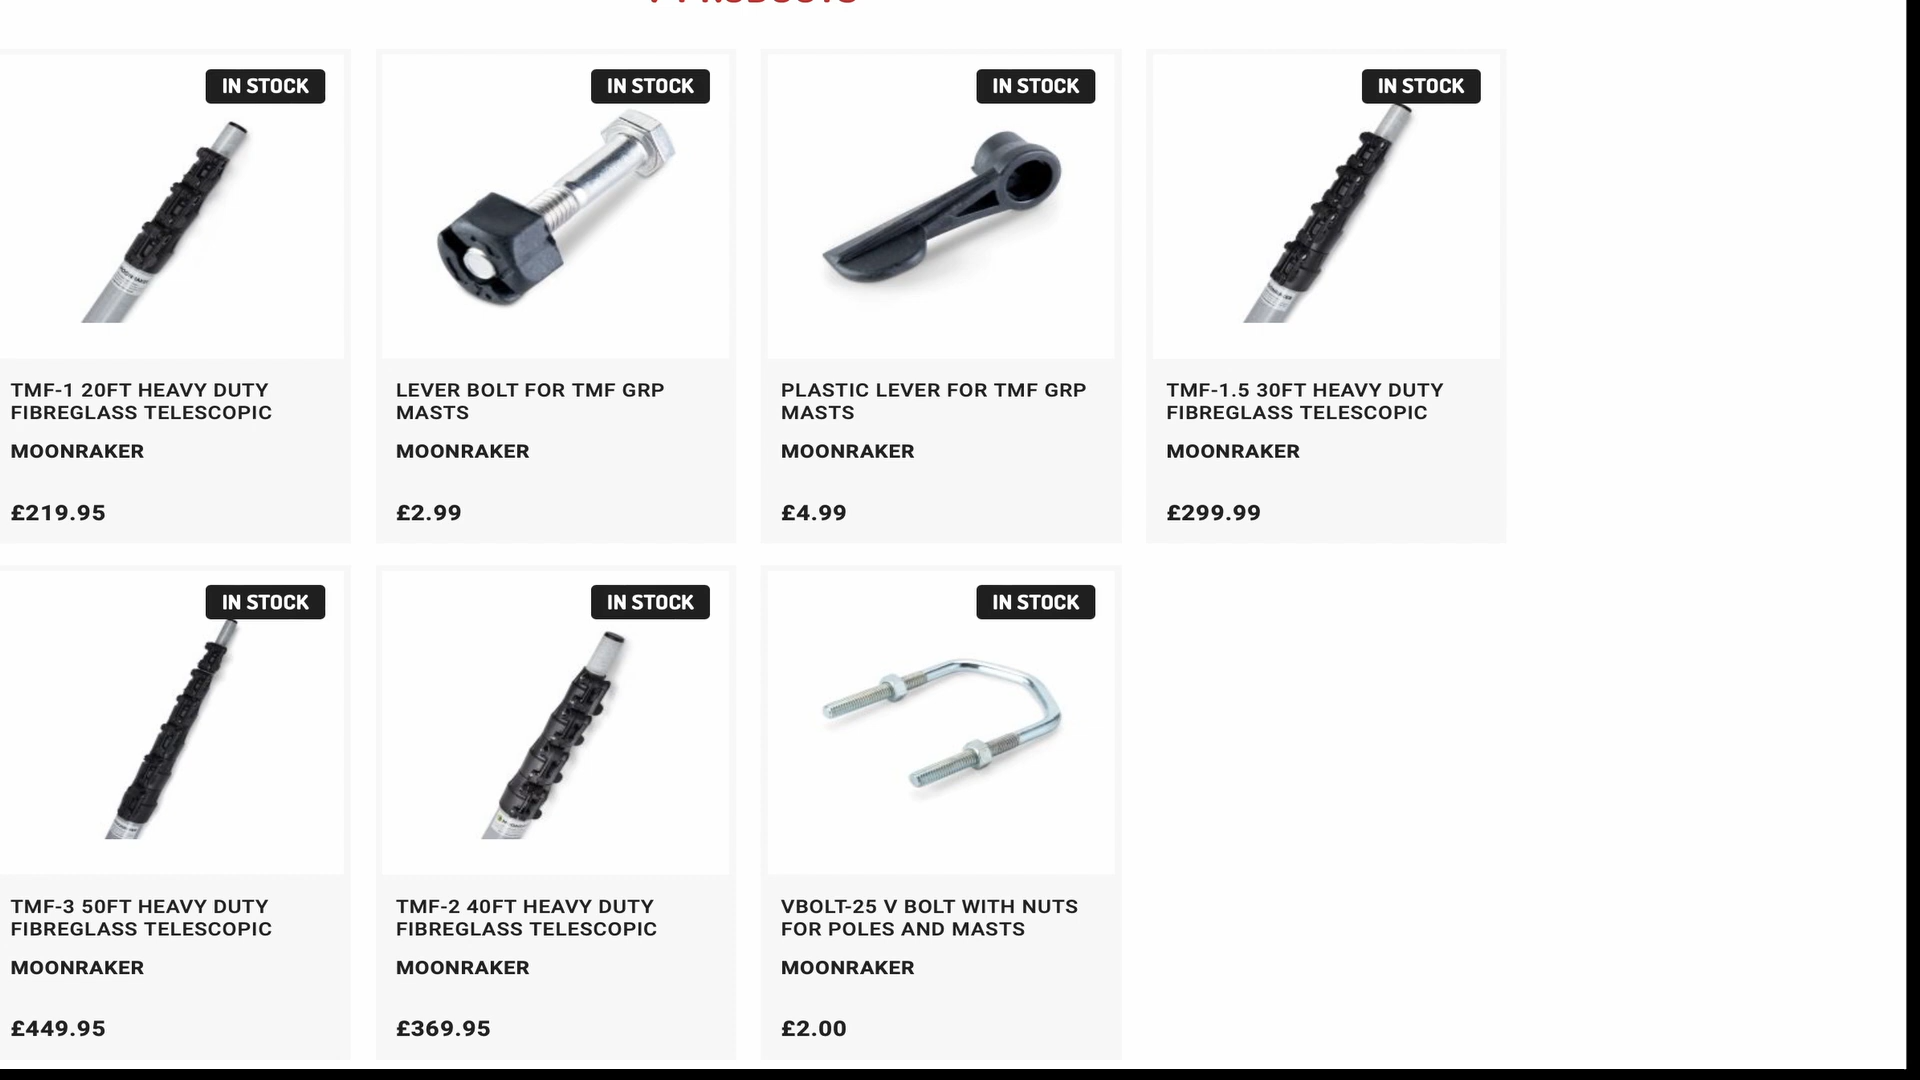 7 PRODUCTS
IN STOCK
IN STOCK
IN STOCK
IN STOCK
TMF-1 20FT HEAVY DUTY
FIBREGLASS TELESCOPIC
MOONRAKER
£219.95
LEVER BOLT FOR TMF GRP
MASTS
MOONRAKER
£2.99
PLASTIC LEVER FOR TMF GRP
MASTS
MOONRAKER
£4.99
TMF-1.5 30FT HEAVY DUTY
FIBREGLASS TELESCOPIC
MOONRAKER
£299.99
IN STOCK
IN STOCK
IN STOCK
TMF-3 50FT HEAVY DUTY
FIBREGLASS TELESCOPIC
MOONRAKER
£449.95
TMF-2 40FT HEAVY DUTY
FIBREGLASS TELESCOPIC
MOONRAKER
£369.95
VBOLT-25 V BOLT WITH NUTS
FOR POLES AND MASTS
MOONRAKER
£2.00